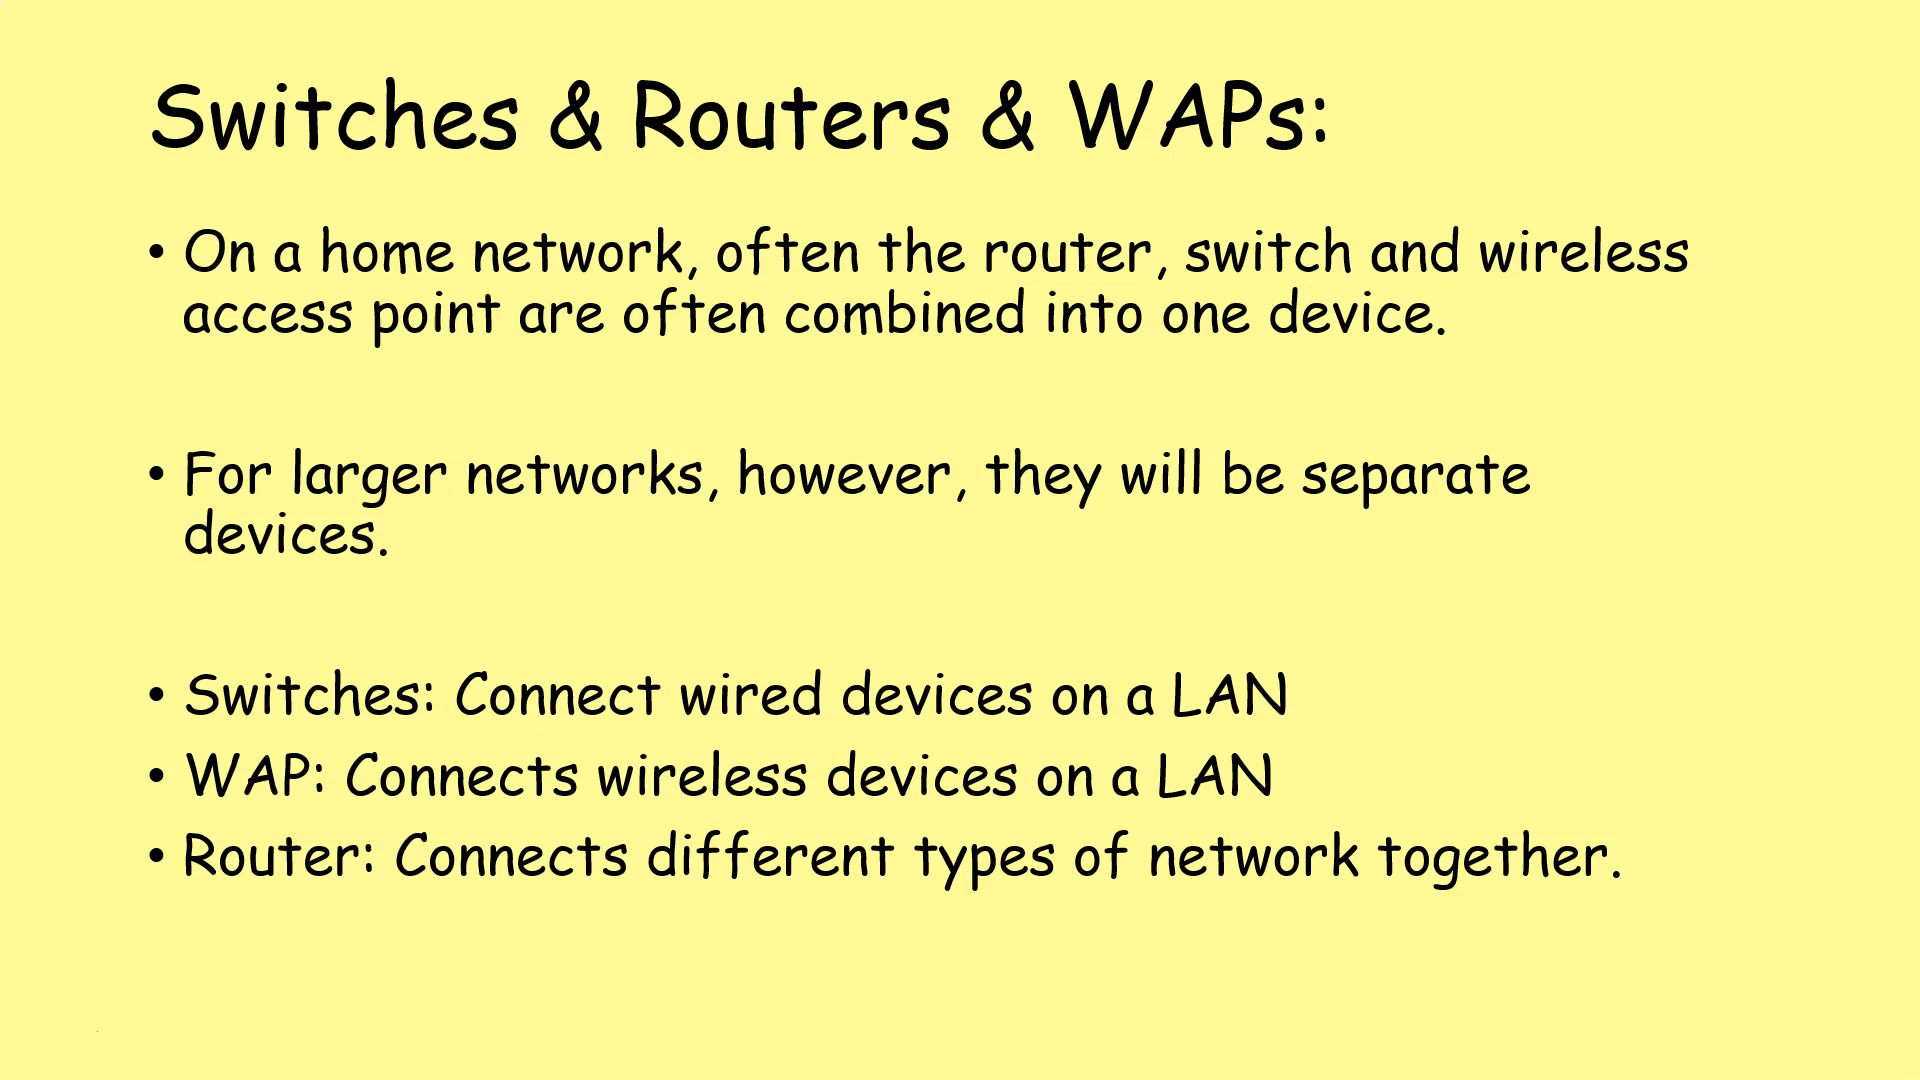 Switches & Routers & WAPs:
• On a home network, often the router, switch and wireless
access point are often combined into one device.
• For larger networks, however, they will be separate
devices.
• Switches: Connect wired devices on a LAN
• WAP: Connects wireless devices on a LAN
• Router: Connects different types of network together.